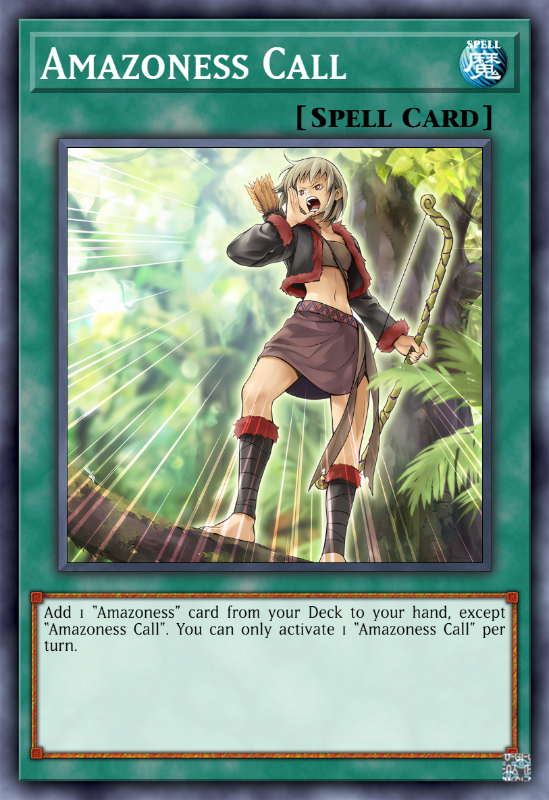 AMAZONESS CALL
SPELL
魔
[SPELL CARD]
Add 1 "Amazoness" card from your Deck to your hand, except
"Amazoness Call". You can only activate 1 "Amazoness Call" per
turn.